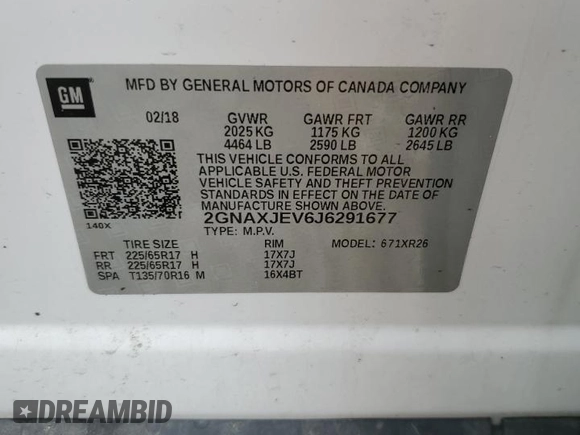 GM
MFD BY GENERAL MOTORS OF CANADA COMPANY
02/18 GVWR GAWR FRT GAWR RR
2025 KG 1175 KG 1200 KG
4464 LB 2590 LB 2645 LB
THIS VEHICLE CONFORMS TO ALL
APPLICABLE U.S. FEDERAL MOTOR
VEHICLE SAFETY AND THEFT PREVENTION
STANDARDS IN EFFECT ON THE DATE OF
MANUFACTURE SHOWN ABOVE.
140X 2GNAXJEV6J6291677
TYPE: M.P.V. MODEL: 671XR26
TIRE SIZE RIM
FRT 225/65R17 H 17X7J
RR 225/65R17 H 17X7J
SPA T135/70R16 M 16X4BT
DREAMBID